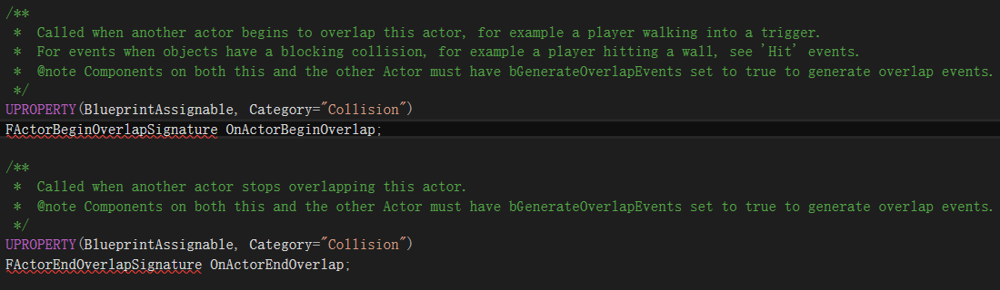 /**
 *  Called when another actor begins to overlap this actor, for example a player walking into a trigger.
 *  For events when objects have a blocking collision, for example a player hitting a wall, see 'Hit' events.
 *  @note Components on both this and the other Actor must have bGenerateOverlapEvents set to true to generate overlap events.
 */
UPROPERTY(BlueprintAssignable, Category="Collision")
FActorBeginOverlapSignature OnActorBeginOverlap;

/**
 *  Called when another actor stops overlapping this actor.
 *  @note Components on both this and the other Actor must have bGenerateOverlapEvents set to true to generate overlap events.
 */
UPROPERTY(BlueprintAssignable, Category="Collision")
FActorEndOverlapSignature OnActorEndOverlap;